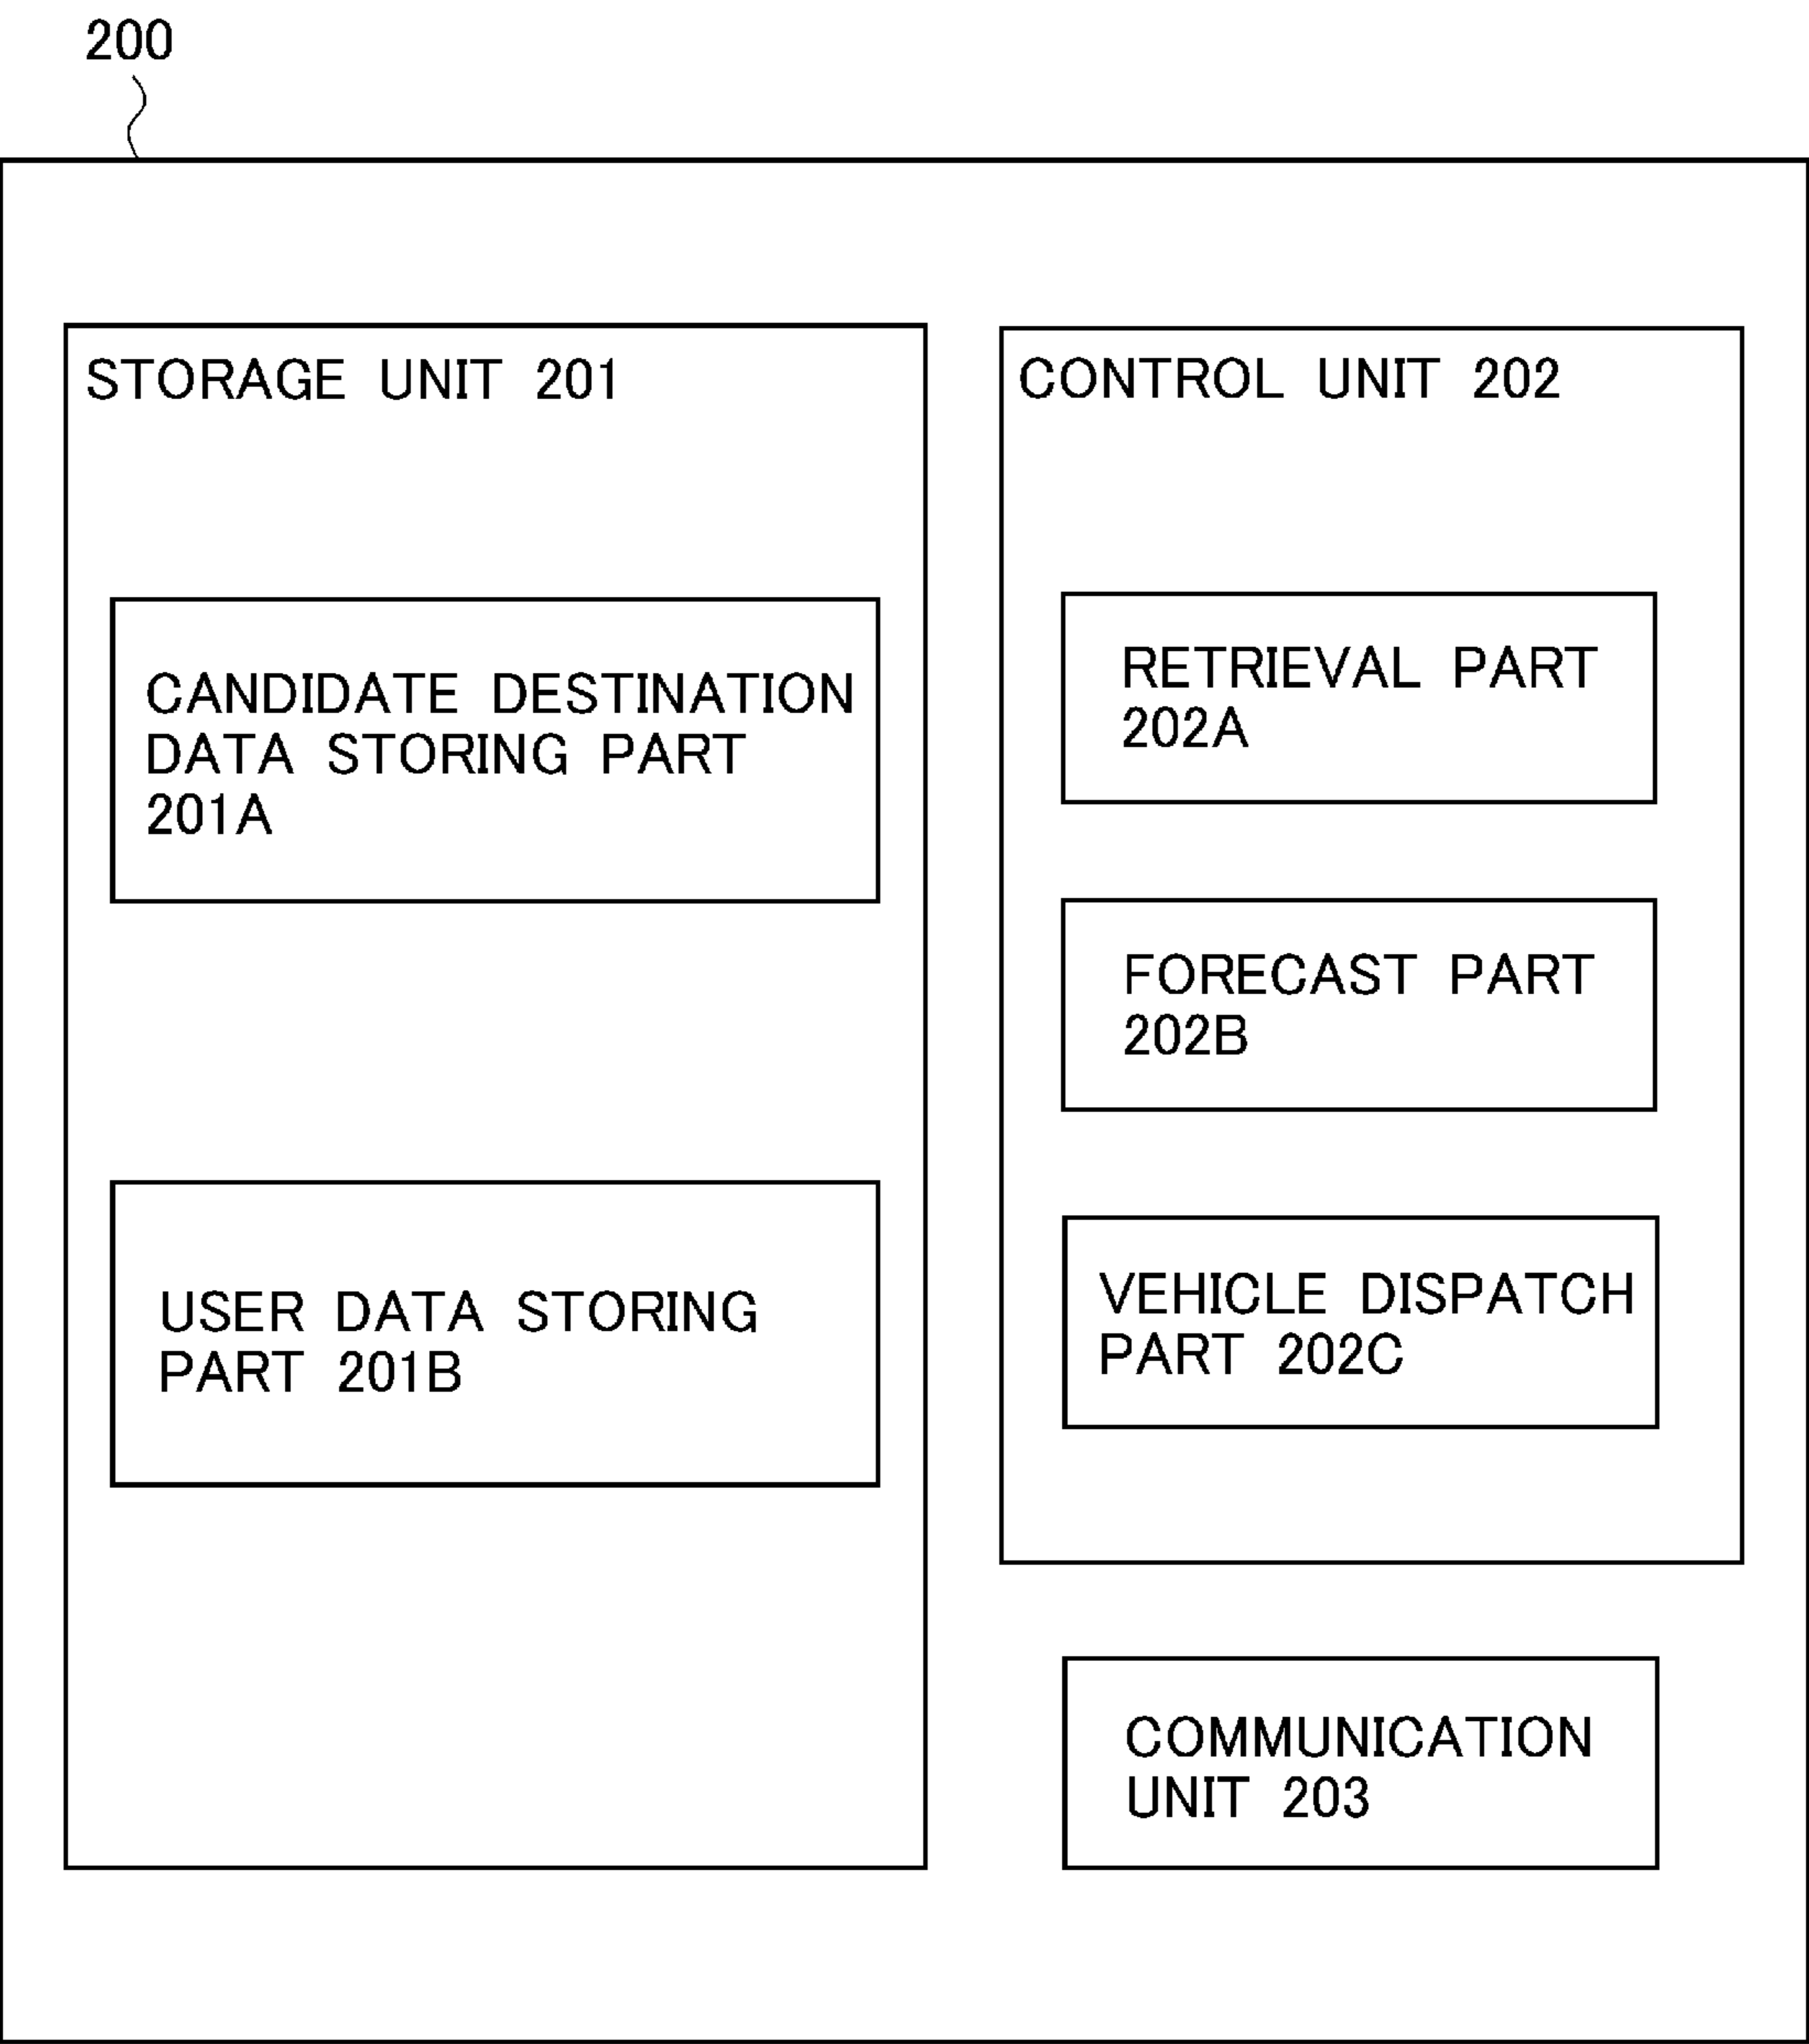 200
STORAGE UNIT 201
CANDIDATE DESTINATION
DATA STORING PART
201A
USER DATA STORING
PART 201B
CONTROL UNIT 202
RETRIEVAL PART
202A
FORECAST PART
202B
VEHICLE DISPATCH
PART 202C
COMMUNICATION
UNIT 203